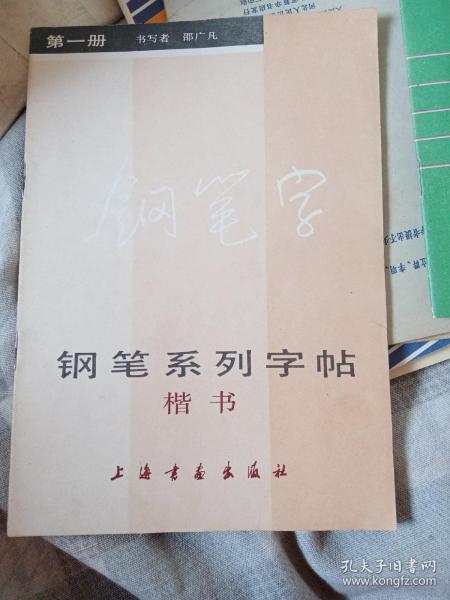 第一册 书写者 邵广凡
钢笔字
钢笔系列字帖
楷书
上海书画出版社
孔夫子旧书网
www.kongfz.com